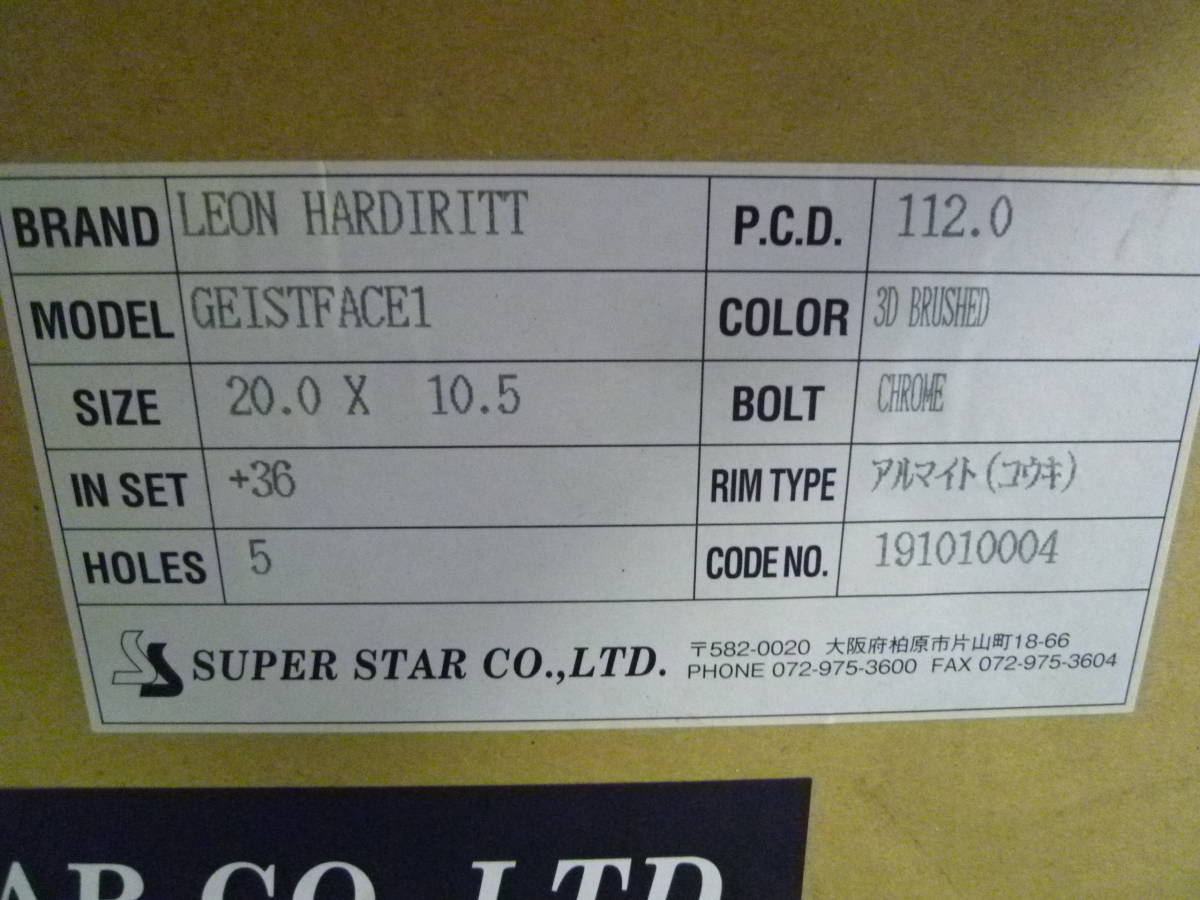 BRAND LEON HARDIRITT P.C.D. 112.0
MODEL GEISTFACE1 COLOR 3D BRUSHED
SIZE 20.0 X 10.5 BOLT CHROME
IN SET +36 RIM TYPE アルマイト(コウキ)
HOLES 5 CODE NO. 191010004
SUPER STAR CO.,LTD. 〒582-0020 大阪府柏原市片山町18-66
PHONE 072-975-3600 FAX 072-975-3604
AR CO.,LTD.